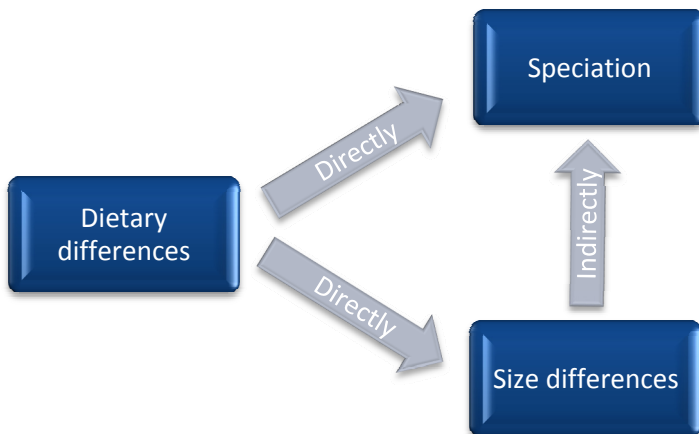 Speciation
Directly
Dietary
differences
Directly
Indirectly
Size differences